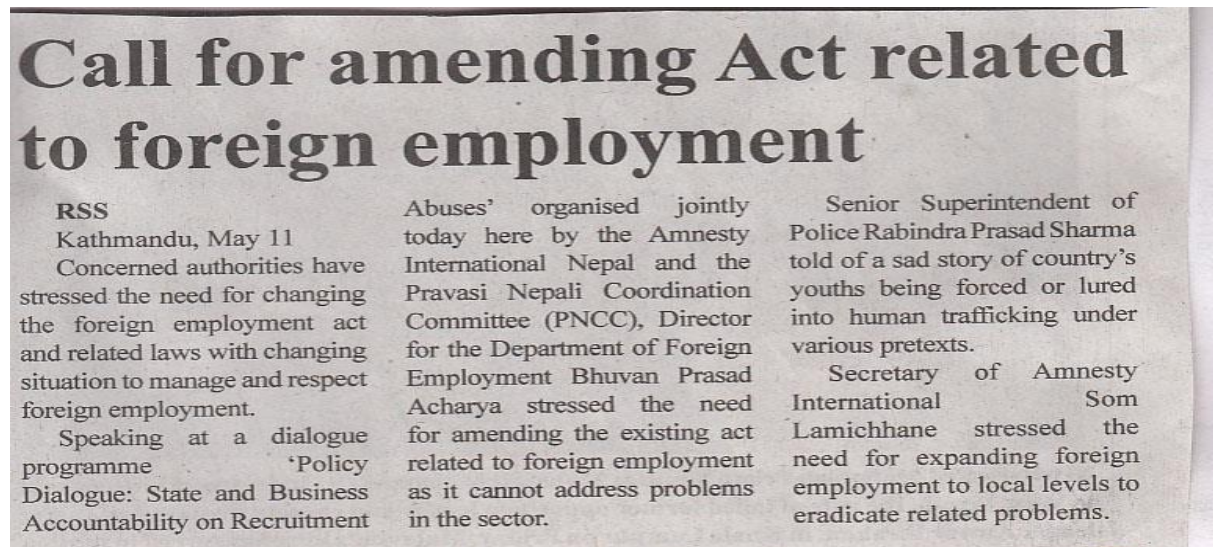 Call for amending Act related
to foreign employment
RSS
Kathmandu, May 11
Concerned authorities have
stressed the need for changing
the foreign employment act
and related laws with changing
situation to manage and respect
foreign employment.
Speaking at a dialogue
programme ‘Policy
Dialogue: State and Business
Accountability on Recruitment
Abuses’ organised jointly
today here by the Amnesty
International Nepal and the
Pravasi Nepali Coordination
Committee (PNCC), Director
for the Department of Foreign
Employment Bhuvan Prasad
Acharya stressed the need
for amending the existing act
related to foreign employment
as it cannot address problems
in the sector.
Senior Superintendent of
Police Rabindra Prasad Sharma
told of a sad story of country’s
youths being forced or lured
into human trafficking under
various pretexts.
Secretary of Amnesty
International Som
Lamichhane stressed the
need for expanding foreign
employment to local levels to
eradicate related problems.